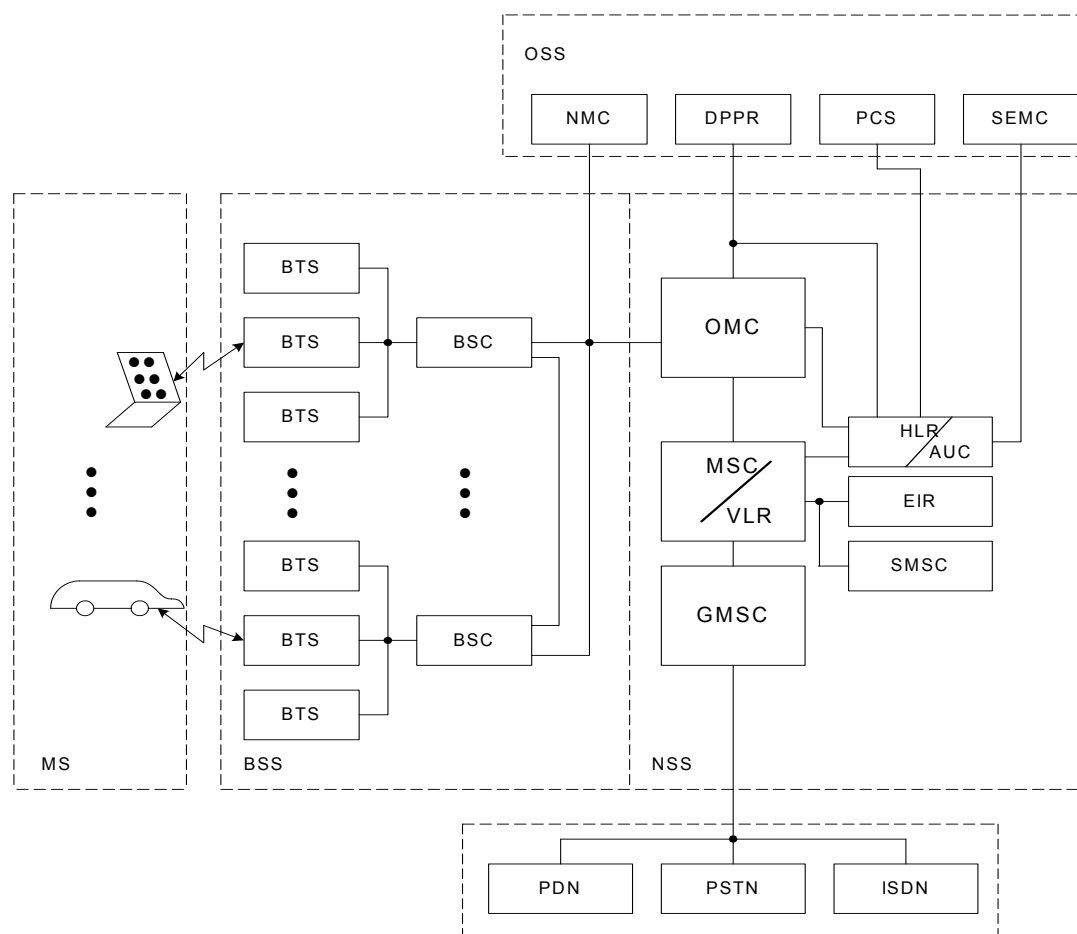 OSS
NMC
DPPR
PCS
SEMC
BTS
BTS
BSC
OMC
BTS
HLR
AUC
MSC
VLR
EIR
SMSC
BTS
GMSC
BTS
BSC
BTS
MS
BSS
NSS
PDN
PSTN
ISDN